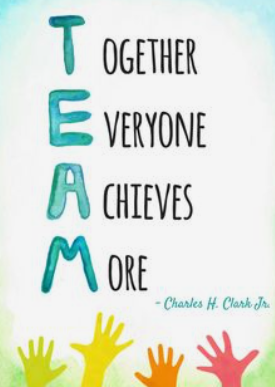 TOGETHER
EVERYONE
ACHIEVES
MORE
- Charles H. Clark Jr.